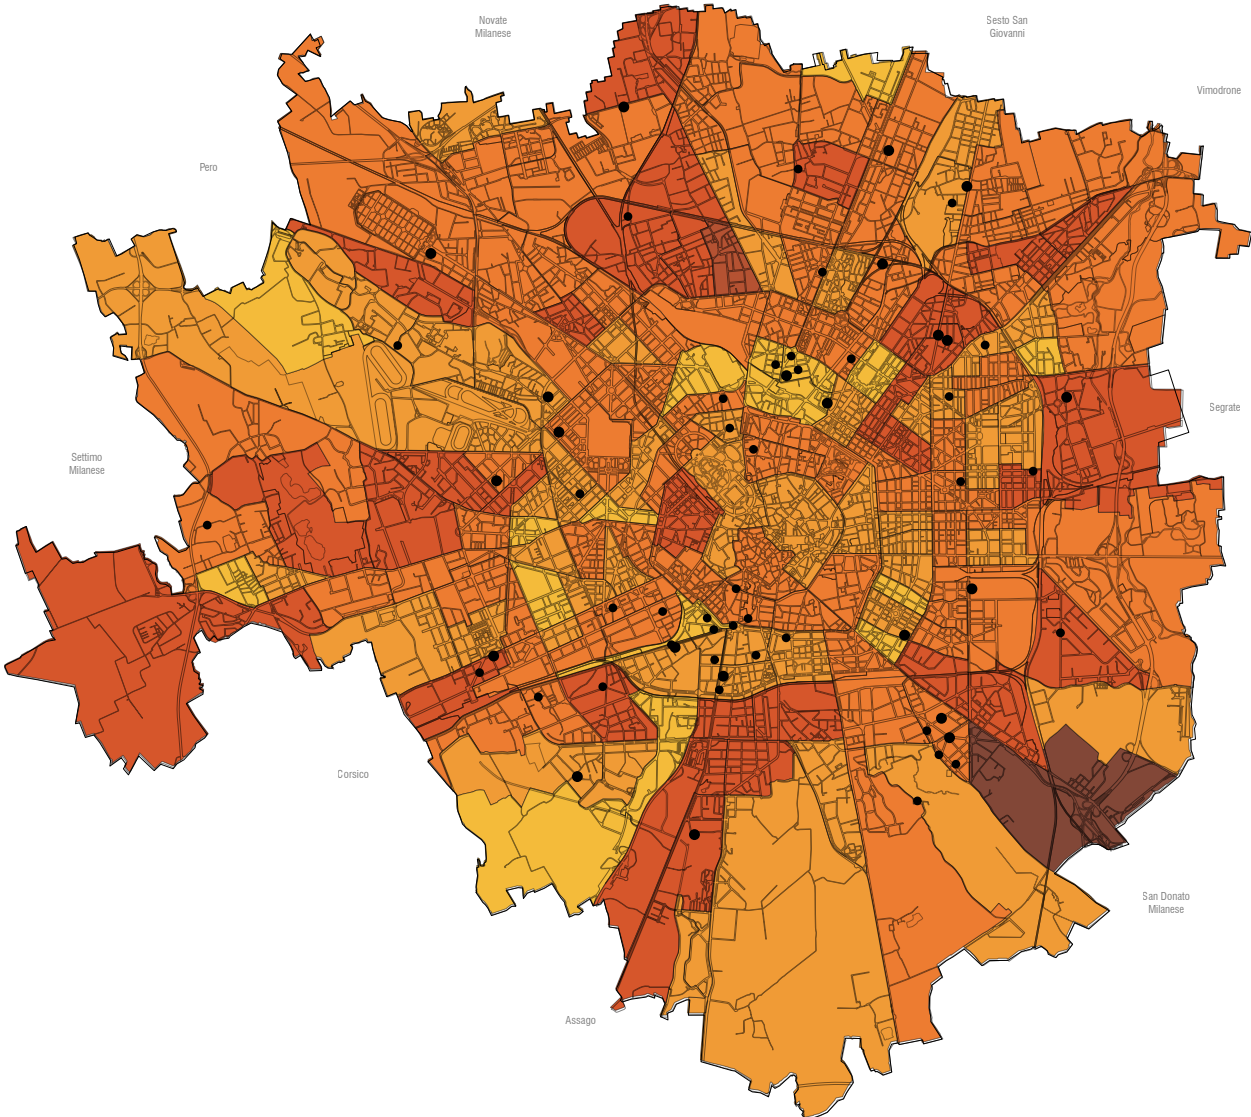 Novate
Milanese
Sesto San
Giovanni
Vimodrone
Pero
Segrate
Settimo
Milanese
Corsico
San Donato
Milanese
Assago